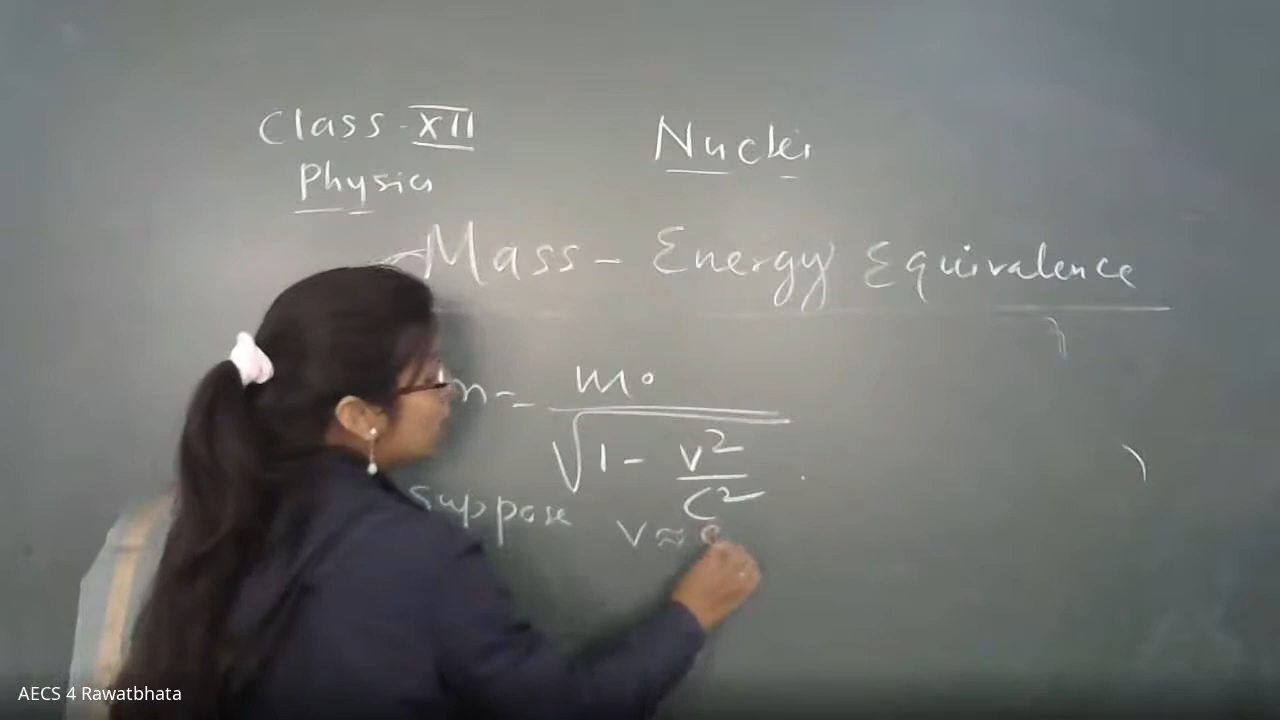 Class - XII
Physics
Nuclei
Mass - Energy Equivalence
m = m₀ / √(1 - v²/c²)
Suppose v ≈ c
AECS 4 Rawatbhata